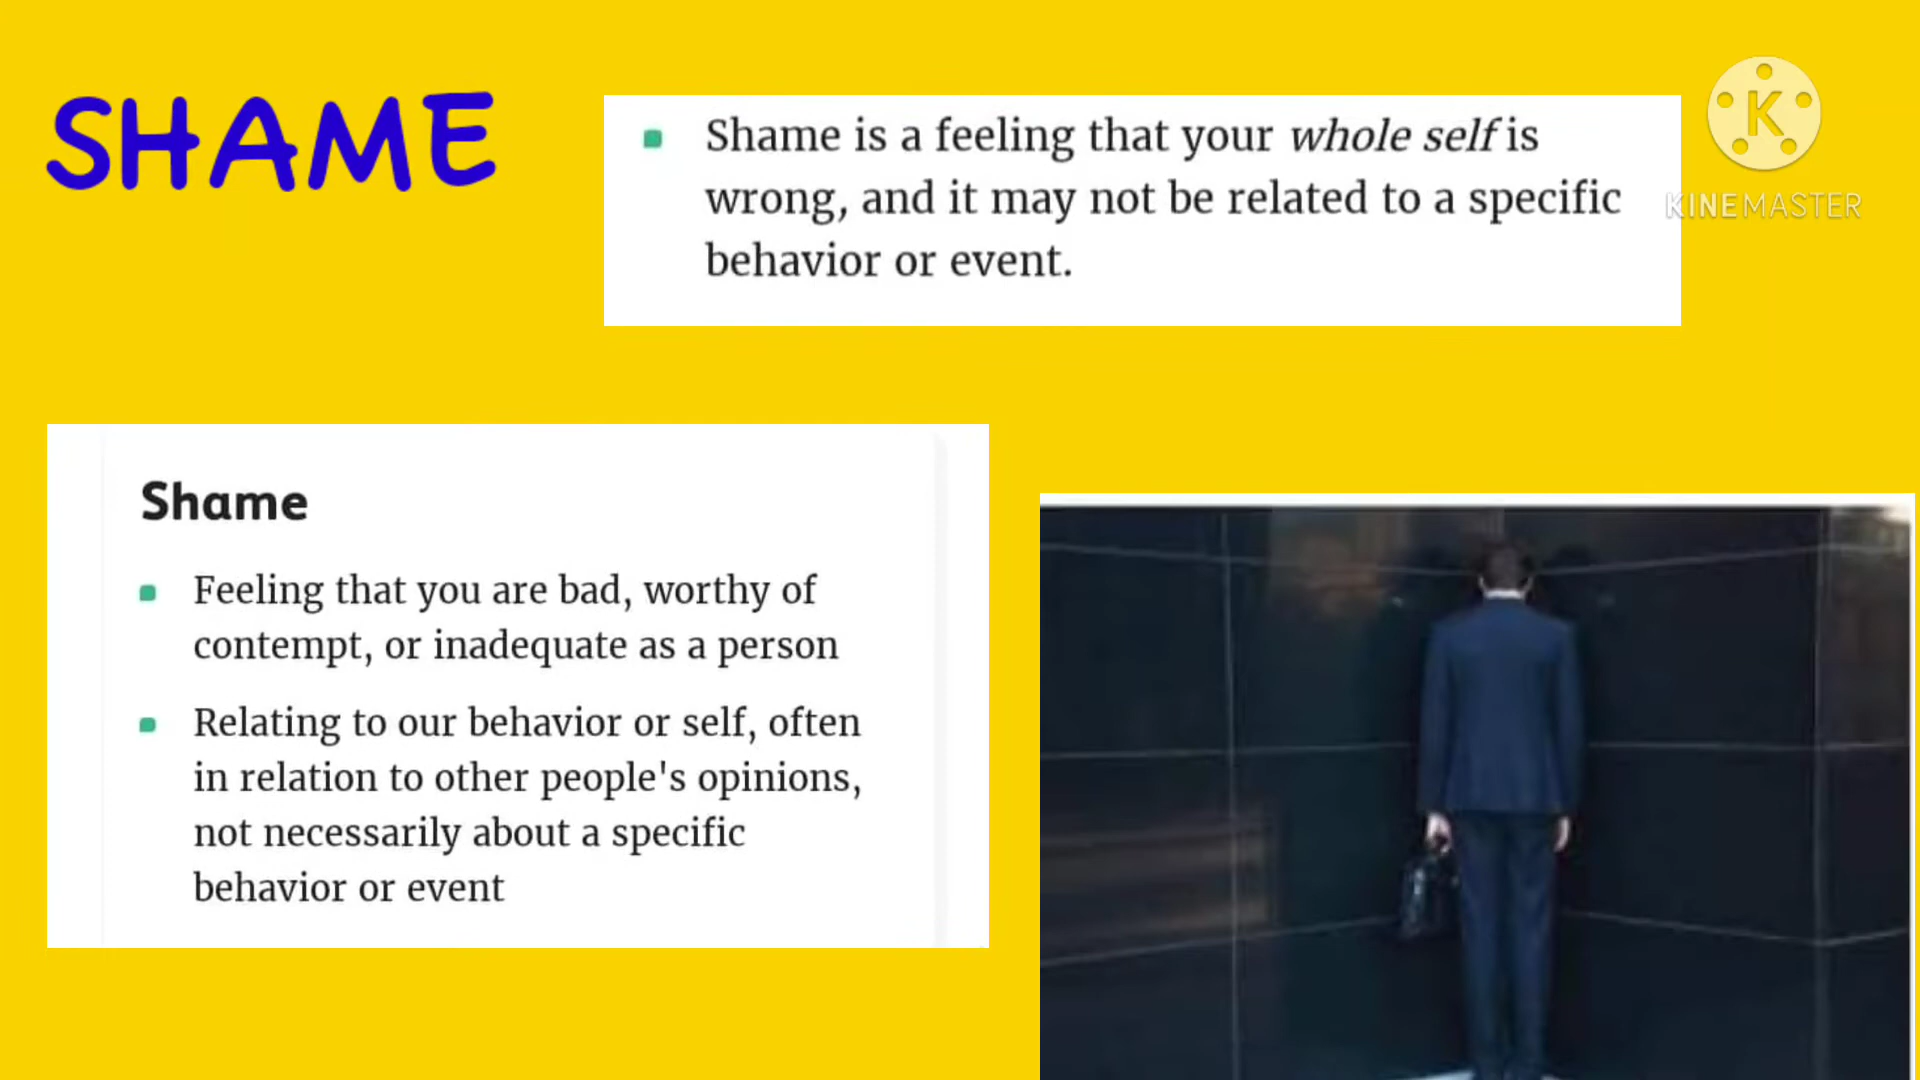 SHAME
Shame is a feeling that your whole self is
wrong, and it may not be related to a specific
behavior or event.
K
KINEMASTER
Shame
Feeling that you are bad, worthy of
contempt, or inadequate as a person
Relating to our behavior or self, often
in relation to other people's opinions,
not necessarily about a specific
behavior or event